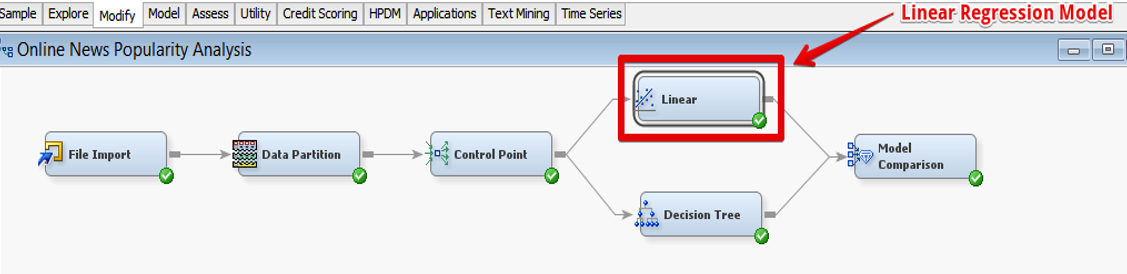 Sample Explore Modify Model Assess Utility Credit Scoring HPDM Applications Text Mining Time Series
Linear Regression Model
Online News Popularity Analysis
Linear
File Import
Data Partition
Control Point
Model
Comparison
Decision Tree